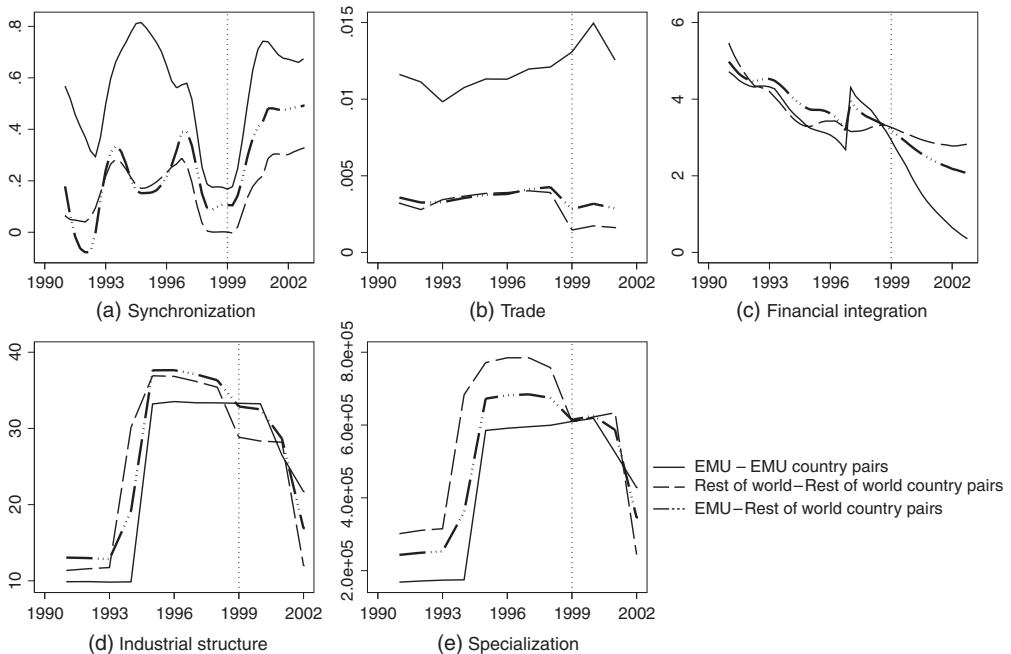 .8
.6
.4
.2
0
1990 1993 1996 1999 2002
(a) Synchronization
.015
.01
.005
0
1990 1993 1996 1999 2002
(b) Trade
6
4
2
0
1990 1993 1996 1999 2002
(c) Financial integration
40
30
20
10
1990 1993 1996 1999 2002
(d) Industrial structure
8.0e+05
6.0e+05
4.0e+05
2.0e+05
1990 1993 1996 1999 2002
(e) Specialization
EMU – EMU country pairs
Rest of world–Rest of world country pairs
EMU–Rest of world country pairs